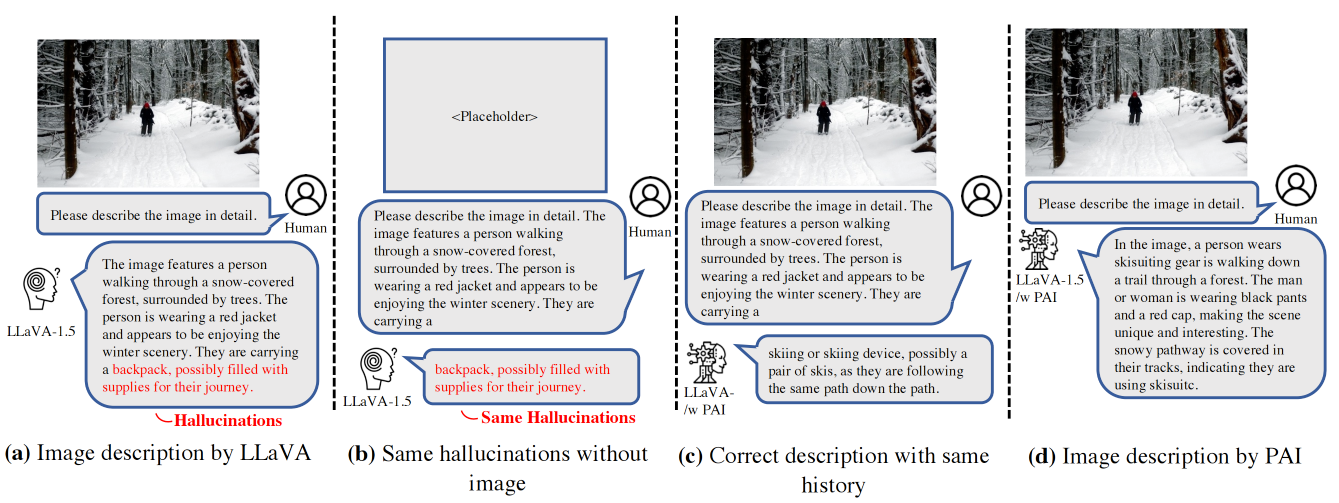 Please describe the image in detail.
Human
The image features a person
walking through a snow-covered
forest, surrounded by trees. The
person is wearing a red jacket
and appears to be enjoying the
winter scenery. They are carrying
a backpack, possibly filled with
supplies for their journey.
LLaVA-1.5
Hallucinations
(a) Image description by LLaVA
<Placeholder>
Please describe the image in detail. The
image features a person walking
through a snow-covered forest,
surrounded by trees. The person is
wearing a red jacket and appears to be
enjoying the winter scenery. They are
carrying a
Human
backpack, possibly filled with
supplies for their journey.
LLaVA-1.5
Same Hallucinations
(b) Same hallucinations without
image
Please describe the image in detail. The
image features a person walking
through a snow-covered forest,
surrounded by trees. The person is
wearing a red jacket and appears to be
enjoying the winter scenery. They are
carrying a
skiing or skiing device, possibly a
pair of skis, as they are following
the same path down the path.
LLaVA-
/w PAI
(c) Correct description with same
history
Please describe the image in detail.
Human
In the image, a person wears
skisuiting gear is walking down
a trail through a forest. The man
or woman is wearing black pants
and a red cap, making the scene
unique and interesting. The
snowy pathway is covered in
their tracks, indicating they are
using skisuitc.
LLaVA-1.5
/w PAI
(d) Image description by PAI